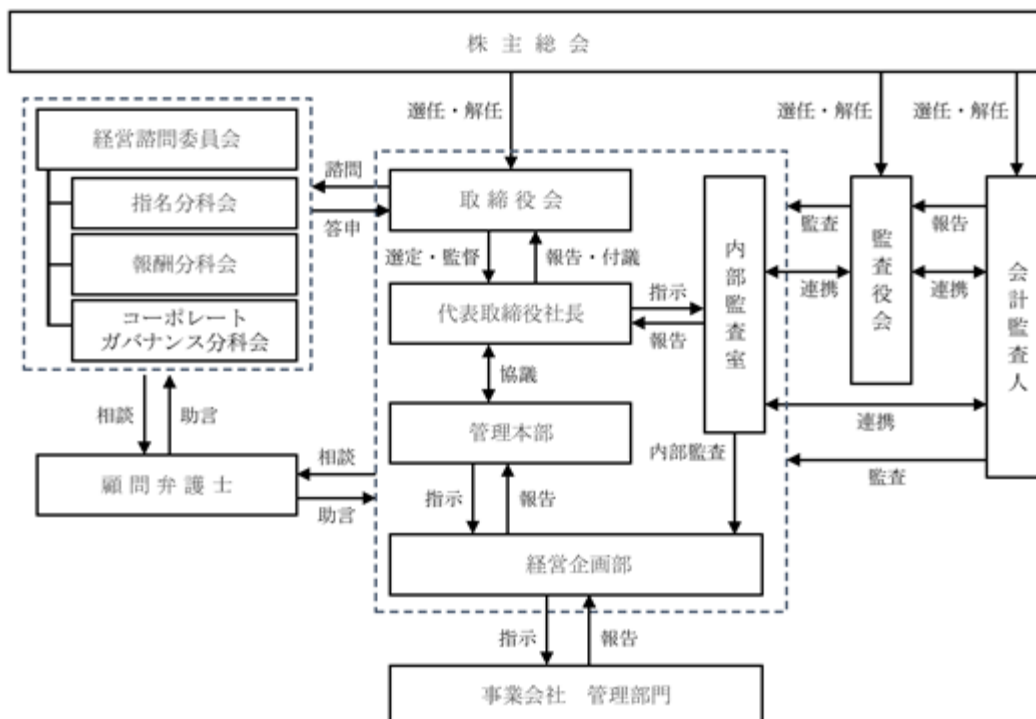 株主総会
選任・解任
選任・解任
選任・解任
経営諮問委員会
指名分科会
報酬分科会
コーポレート
ガバナンス分科会
諮問
答申
取締役会
選定・監督
報告・付議
代表取締役社長
指示
報告
内部監査室
監査
連携
監査役会
報告
連携
会計監査人
協議
管理本部
連携
内部監査
監査
相談
助言
顧問弁護士
相談
助言
指示
報告
経営企画部
指示
報告
事業会社 管理部門